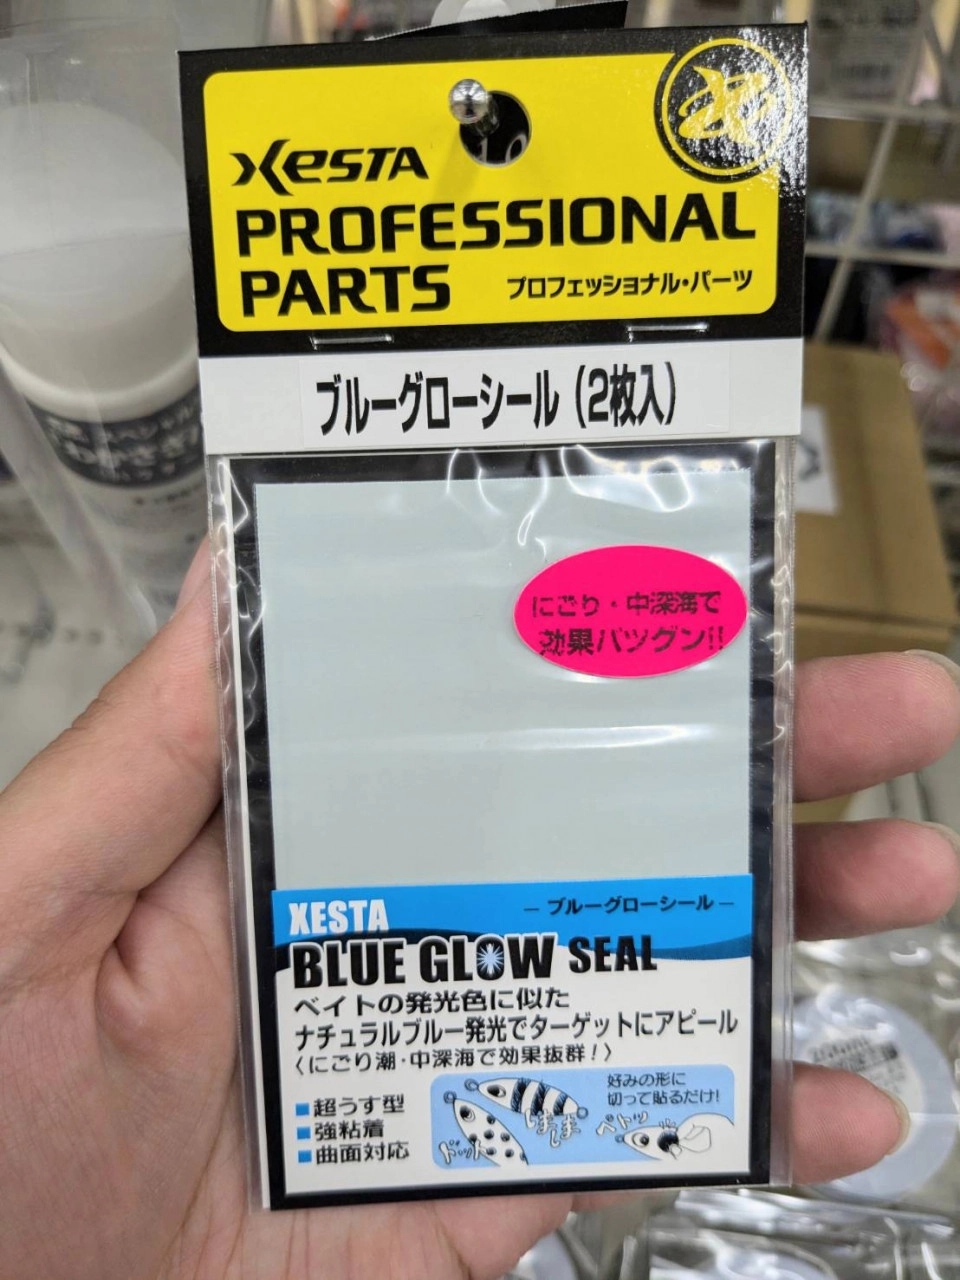 XESTA
PROFESSIONAL
PARTS
プロフェッショナル・パーツ
ブルーグローシール(2枚入)
にごり・中深海で
効果バツグン!!
XESTA
— ブルーグローシール —
BLUE GLOW SEAL
ベイトの発光色に似た
ナチュラルブルー発光でターゲットにアピール
〈にごり潮・中深海で効果抜群!〉
■超うす型
■強粘着
■曲面対応
好みの形に
切って貼るだけ!
しましま
ドット
ベトッ